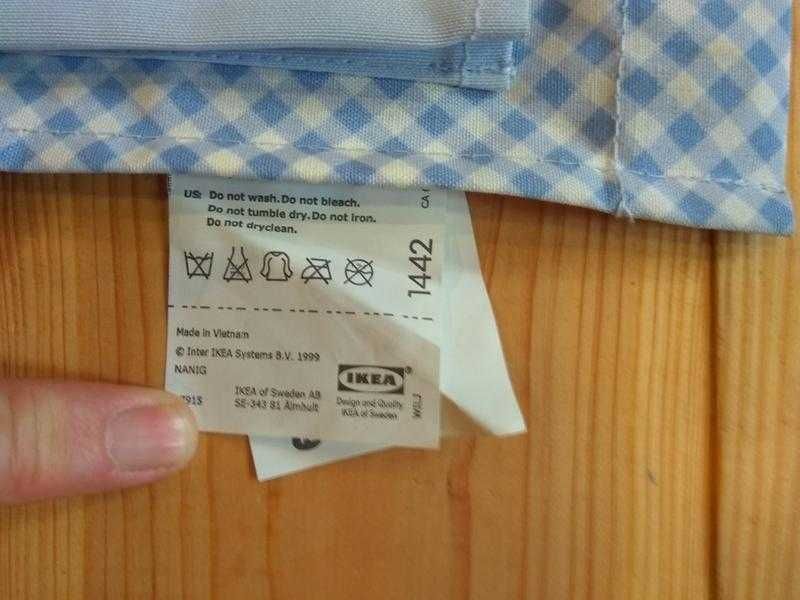 US: Do not wash. Do not bleach.
Do not tumble dry. Do not iron.
Do not dryclean.
CA
1442
Made in Vietnam
© Inter IKEA Systems B.V. 1999
NANIG
7915
IKEA of Sweden AB
SE-343 81 Älmhult
IKEA®
Design and Quality
IKEA of Sweden